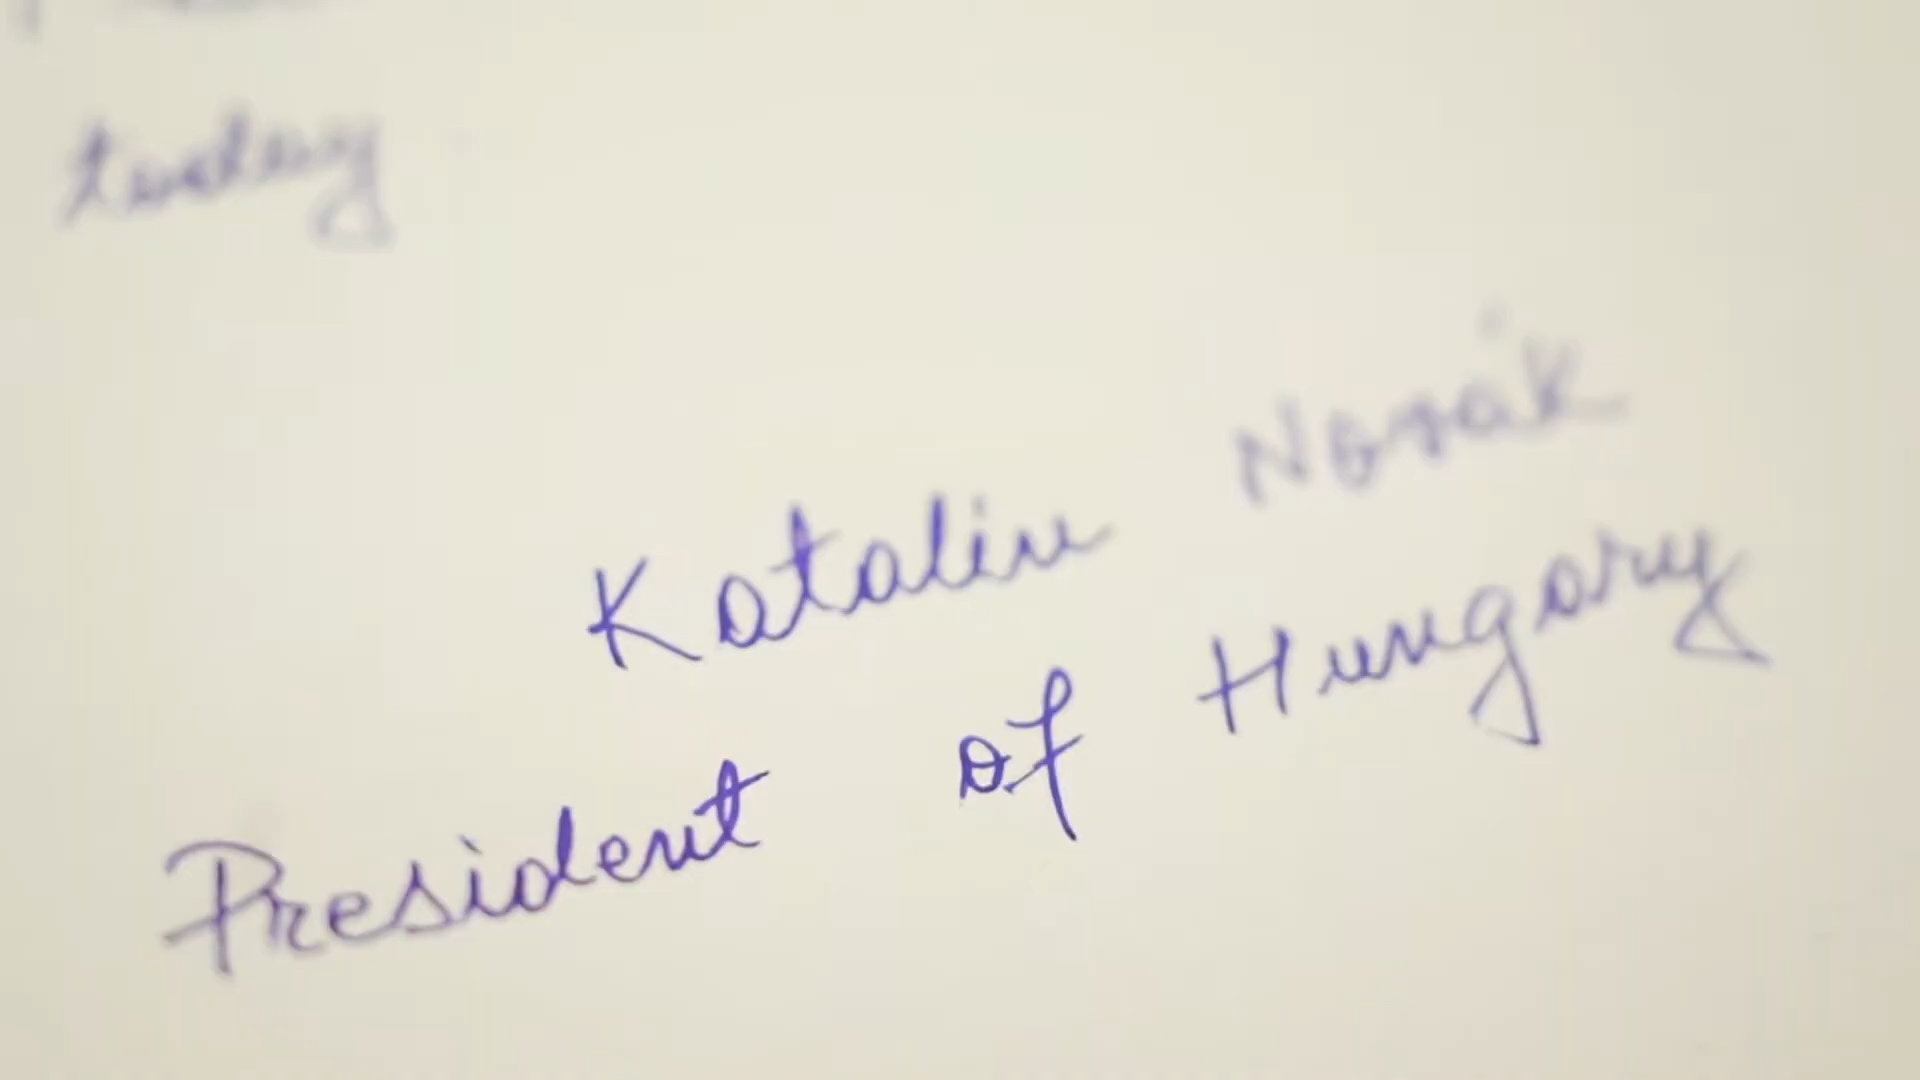 today
Katalin Novák
President of Hungary